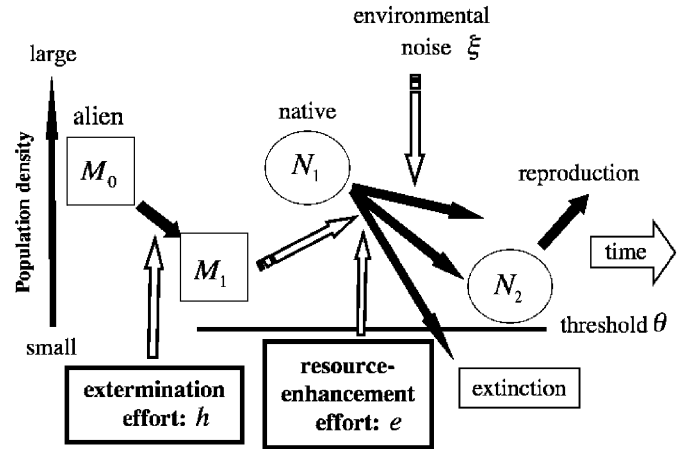 environmental
noise ξ
large
alien
native
Population density
M₀
N₁
reproduction
M₁
time
N₂
small
threshold θ
extermination
effort: h
resource-
enhancement
effort: e
extinction